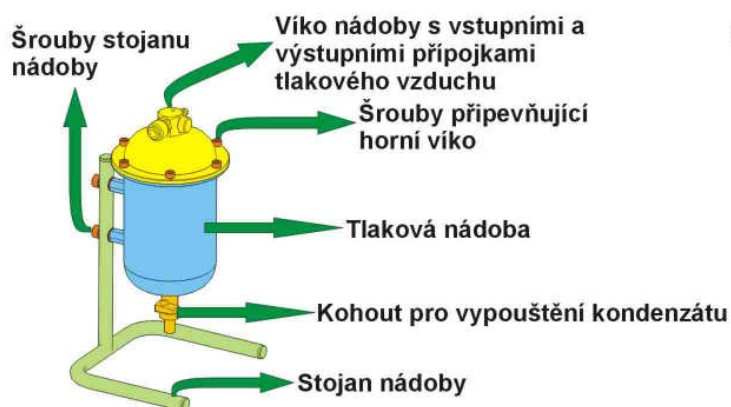 Šrouby stojanu
nádoby
Víko nádoby s vstupními a
výstupními přípojkami
tlakového vzduchu
Šrouby připevňující
horní víko
Tlaková nádoba
Kohout pro vypouštění kondenzátu
Stojan nádoby